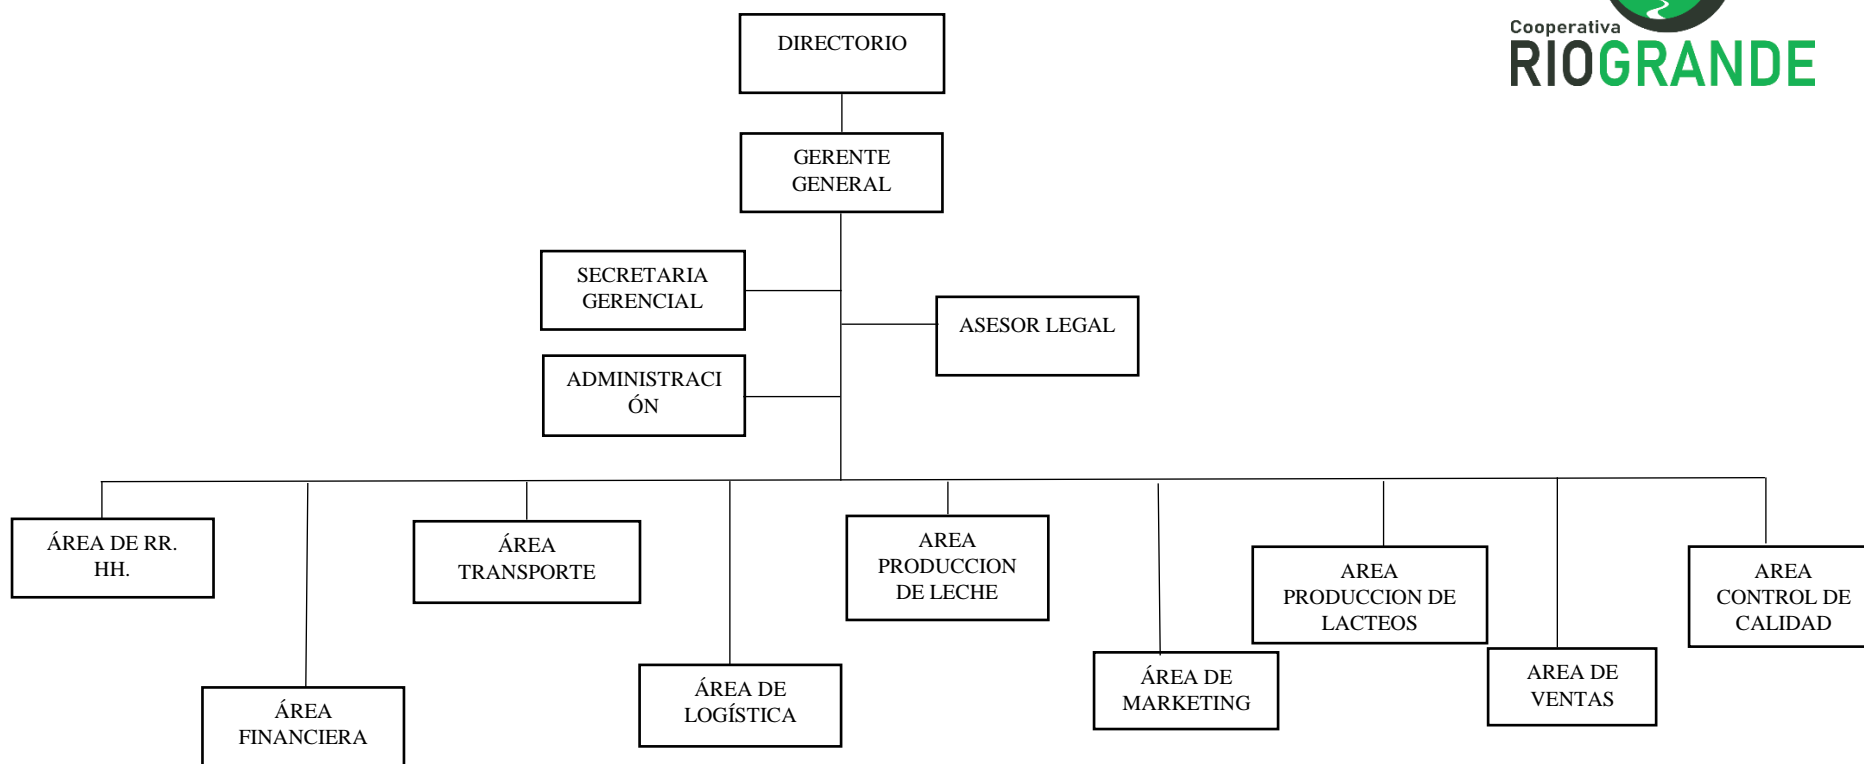 DIRECTORIO
Cooperativa
RIOGRANDE
GERENTE
GENERAL
SECRETARIA
GERENCIAL
ASESOR LEGAL
ADMINISTRACI
ÓN
ÁREA DE RR.
HH.
ÁREA
FINANCIERA
ÁREA
TRANSPORTE
ÁREA DE
LOGÍSTICA
AREA
PRODUCCION
DE LECHE
ÁREA DE
MARKETING
AREA
PRODUCCION DE
LACTEOS
AREA DE
VENTAS
AREA
CONTROL DE
CALIDAD